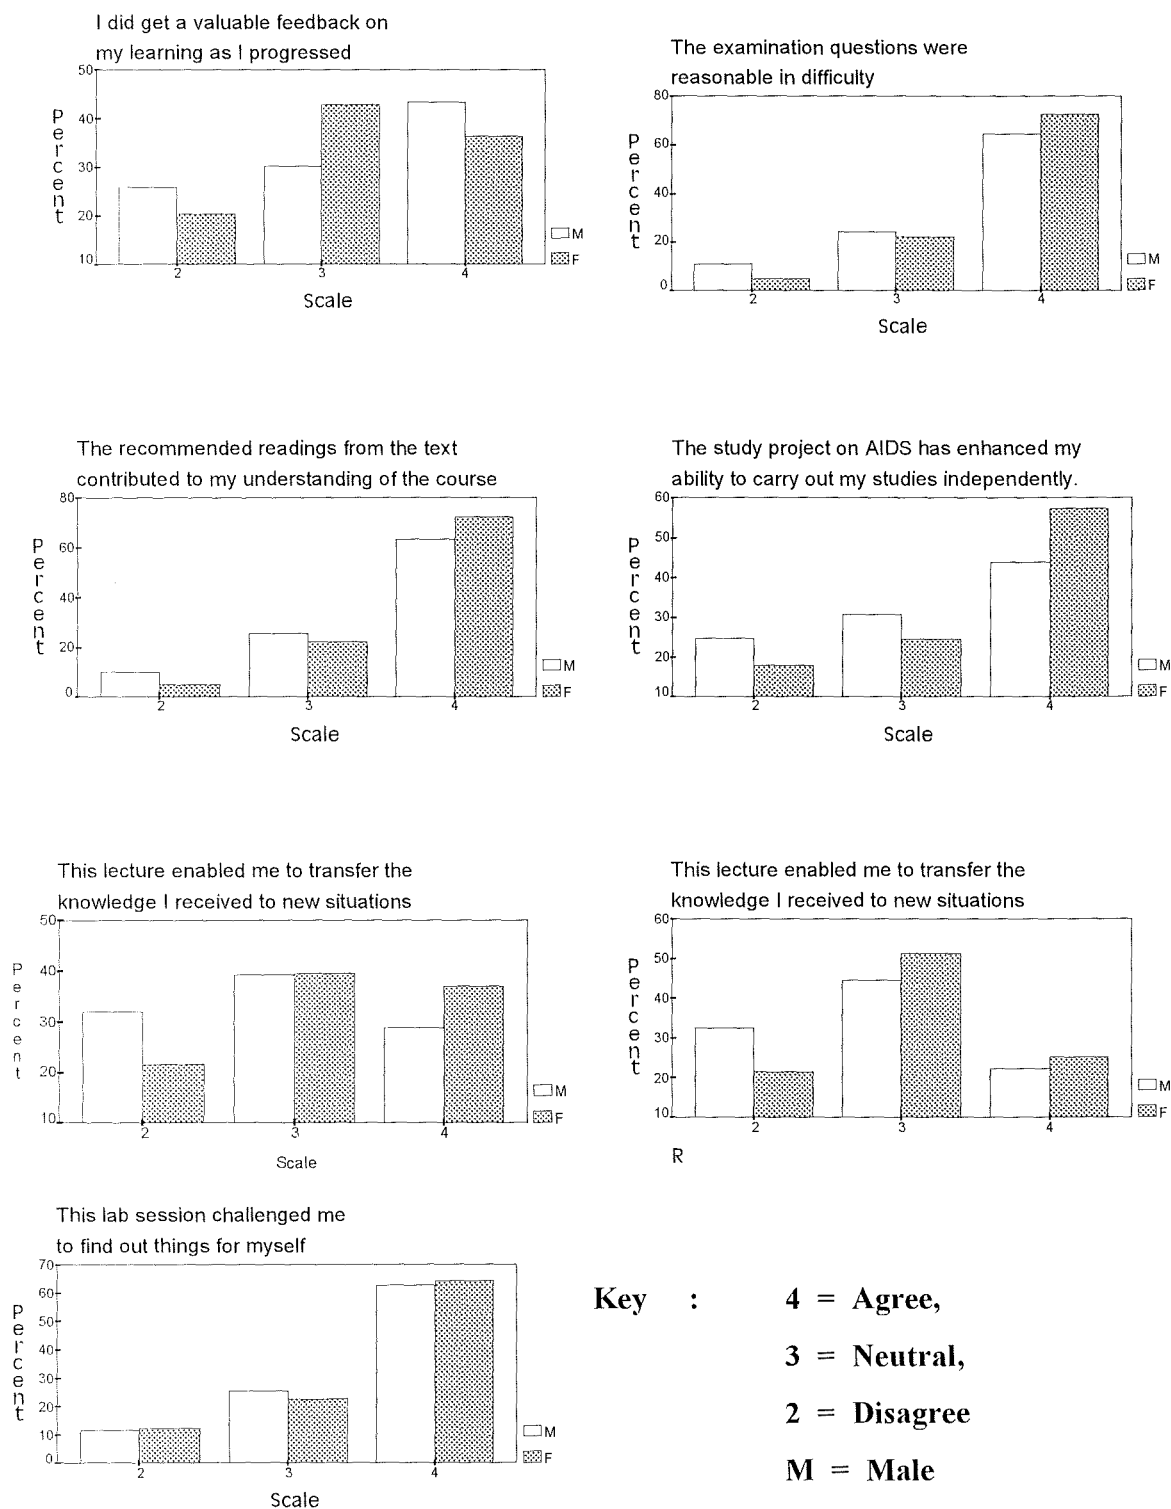 I did get a valuable feedback on
my learning as I progressed
50
40
30
20
10
Percent
2
3
4
Scale
M
F
The examination questions were
reasonable in difficulty
80
60
40
20
0
Percent
2
3
4
Scale
M
F
The recommended readings from the text
contributed to my understanding of the course
80
60
40
20
0
Percent
2
3
4
Scale
M
F
The study project on AIDS has enhanced my
ability to carry out my studies independently.
60
50
40
30
20
10
Percent
2
3
4
Scale
M
F
This lecture enabled me to transfer the
knowledge I received to new situations
50
40
30
20
10
Percent
2
3
4
Scale
M
F
This lecture enabled me to transfer the
knowledge I received to new situations
60
50
40
30
20
10
Percent
2
3
4
R
M
F
This lab session challenged me
to find out things for myself
70
60
50
40
30
20
10
0
Percent
2
3
4
Scale
M
F
Key : 4 = Agree,
3 = Neutral,
2 = Disagree
M = Male